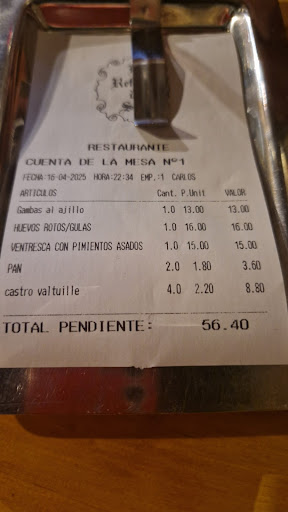 RESTAURANTE
CUENTA DE LA MESA Nº1
FECHA:16-04-2025 HORA:22:34 EMP.:1 CARLOS
ARTICULOS Cant. P.Unit VALOR
Gambas al ajillo 1.0 13.00 13.00
HUEVOS ROTOS/GULAS 1.0 16.00 16.00
VENTRESCA CON PIMIENTOS ASADOS 1.0 15.00 15.00
PAN 2.0 1.80 3.60
castro valtuille 4.0 2.20 8.80
TOTAL PENDIENTE: 56.40